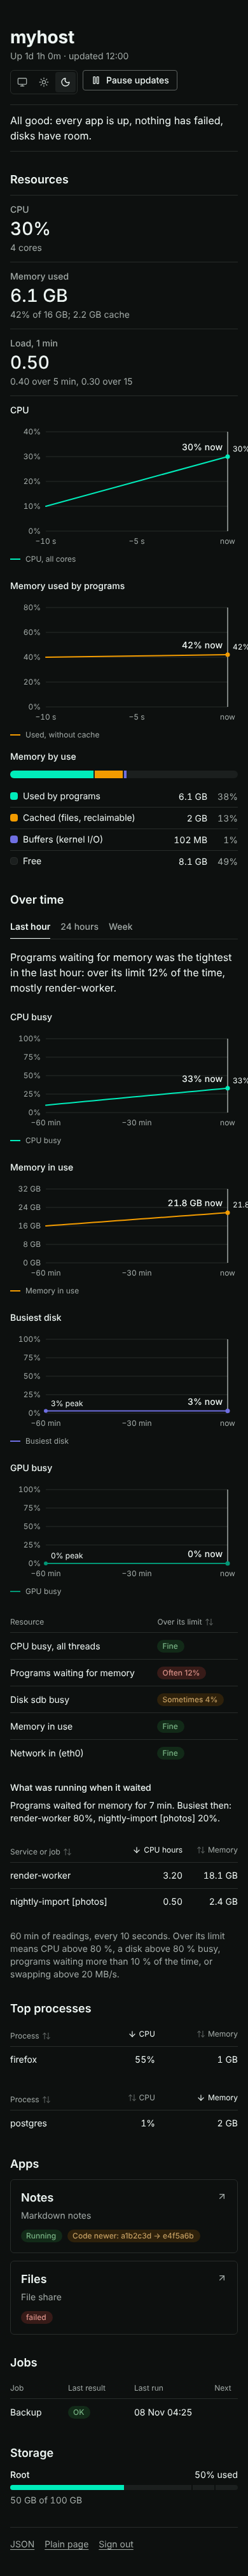 myhost
Up 1d 1h 0m · updated 12:00
Pause updates
All good: every app is up, nothing has failed,
disks have room.
Resources
CPU
30%
4 cores
Memory used
6.1 GB
42% of 16 GB; 2.2 GB cache
Load, 1 min
0.50
0.40 over 5 min, 0.30 over 15
CPU
40%
30%
20%
10%
0%
30% now
30%
−10 s
−5 s
now
CPU, all cores
Memory used by programs
80%
60%
40%
20%
0%
42% now
42%
−10 s
−5 s
now
Used, without cache
Memory by use
Used by programs 6.1 GB 38%
Cached (files, reclaimable) 2 GB 13%
Buffers (kernel I/O) 102 MB 1%
Free 8.1 GB 49%
Over time
Last hour 24 hours Week
Programs waiting for memory was the tightest
in the last hour: over its limit 12% of the time,
mostly render-worker.
CPU busy
100%
75%
50%
25%
0%
33% now
33%
−60 min
−30 min
now
CPU busy
Memory in use
32 GB
24 GB
16 GB
8 GB
0 GB
21.8 GB now
21.8
−60 min
−30 min
now
Memory in use
Busiest disk
100%
75%
50%
25%
0%
3% peak
3% now
−60 min
−30 min
now
Busiest disk
GPU busy
100%
75%
50%
25%
0%
0% peak
0% now
−60 min
−30 min
now
GPU busy
Resource Over its limit
CPU busy, all threads Fine
Programs waiting for memory Often 12%
Disk sdb busy Sometimes 4%
Memory in use Fine
Network in (eth0) Fine
What was running when it waited
Programs waited for memory for 7 min. Busiest then:
render-worker 80%, nightly-import [photos] 20%.
Service or job CPU hours Memory
render-worker 3.20 18.1 GB
nightly-import [photos] 0.50 2.4 GB
60 min of readings, every 10 seconds. Over its limit
means CPU above 80 %, a disk above 80 % busy,
programs waiting more than 10 % of the time, or
swapping above 20 MB/s.
Top processes
Process CPU Memory
firefox 55% 1 GB
Process CPU Memory
postgres 1% 2 GB
Apps
Notes
Markdown notes
Running Code newer: a1b2c3d → e4f5a6b
Files
File share
failed
Jobs
Job Last result Last run Next
Backup OK 08 Nov 04:25
Storage
Root 50% used
50 GB of 100 GB
JSON Plain page Sign out